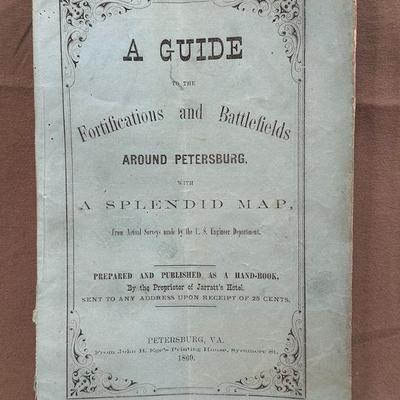 A GUIDE
TO THE
Fortifications and Battlefields
AROUND PETERSBURG,
WITH
A SPLENDID MAP,
From Actual Surveys made by the U. S. Engineer Department.
PREPARED AND PUBLISHED AS A HAND-BOOK,
By the Proprietor of Jarratt's Hotel.
SENT TO ANY ADDRESS UPON RECEIPT OF 25 CENTS.
PETERSBURG, VA.
From John B. Ege's Printing House, Sycamore St.
1869.